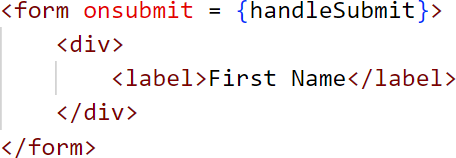 <form onsubmit = {handleSubmit}>
    <div>
        <label>First Name</label>
    </div>
</form>